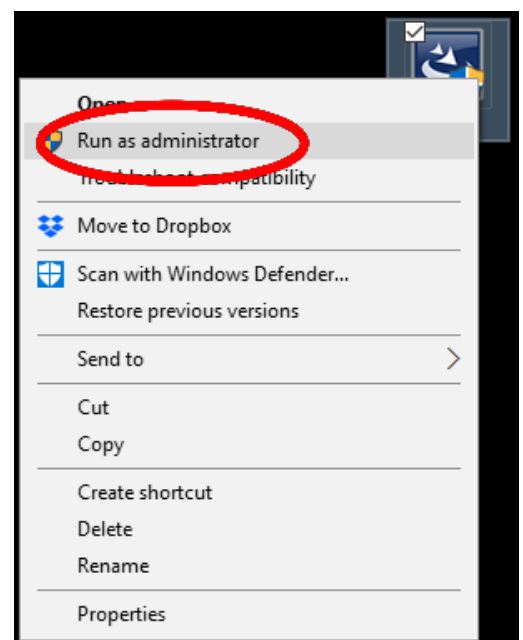 Open
Run as administrator
Troubleshoot compatibility
Move to Dropbox
Scan with Windows Defender...
Restore previous versions
Send to
Cut
Copy
Create shortcut
Delete
Rename
Properties